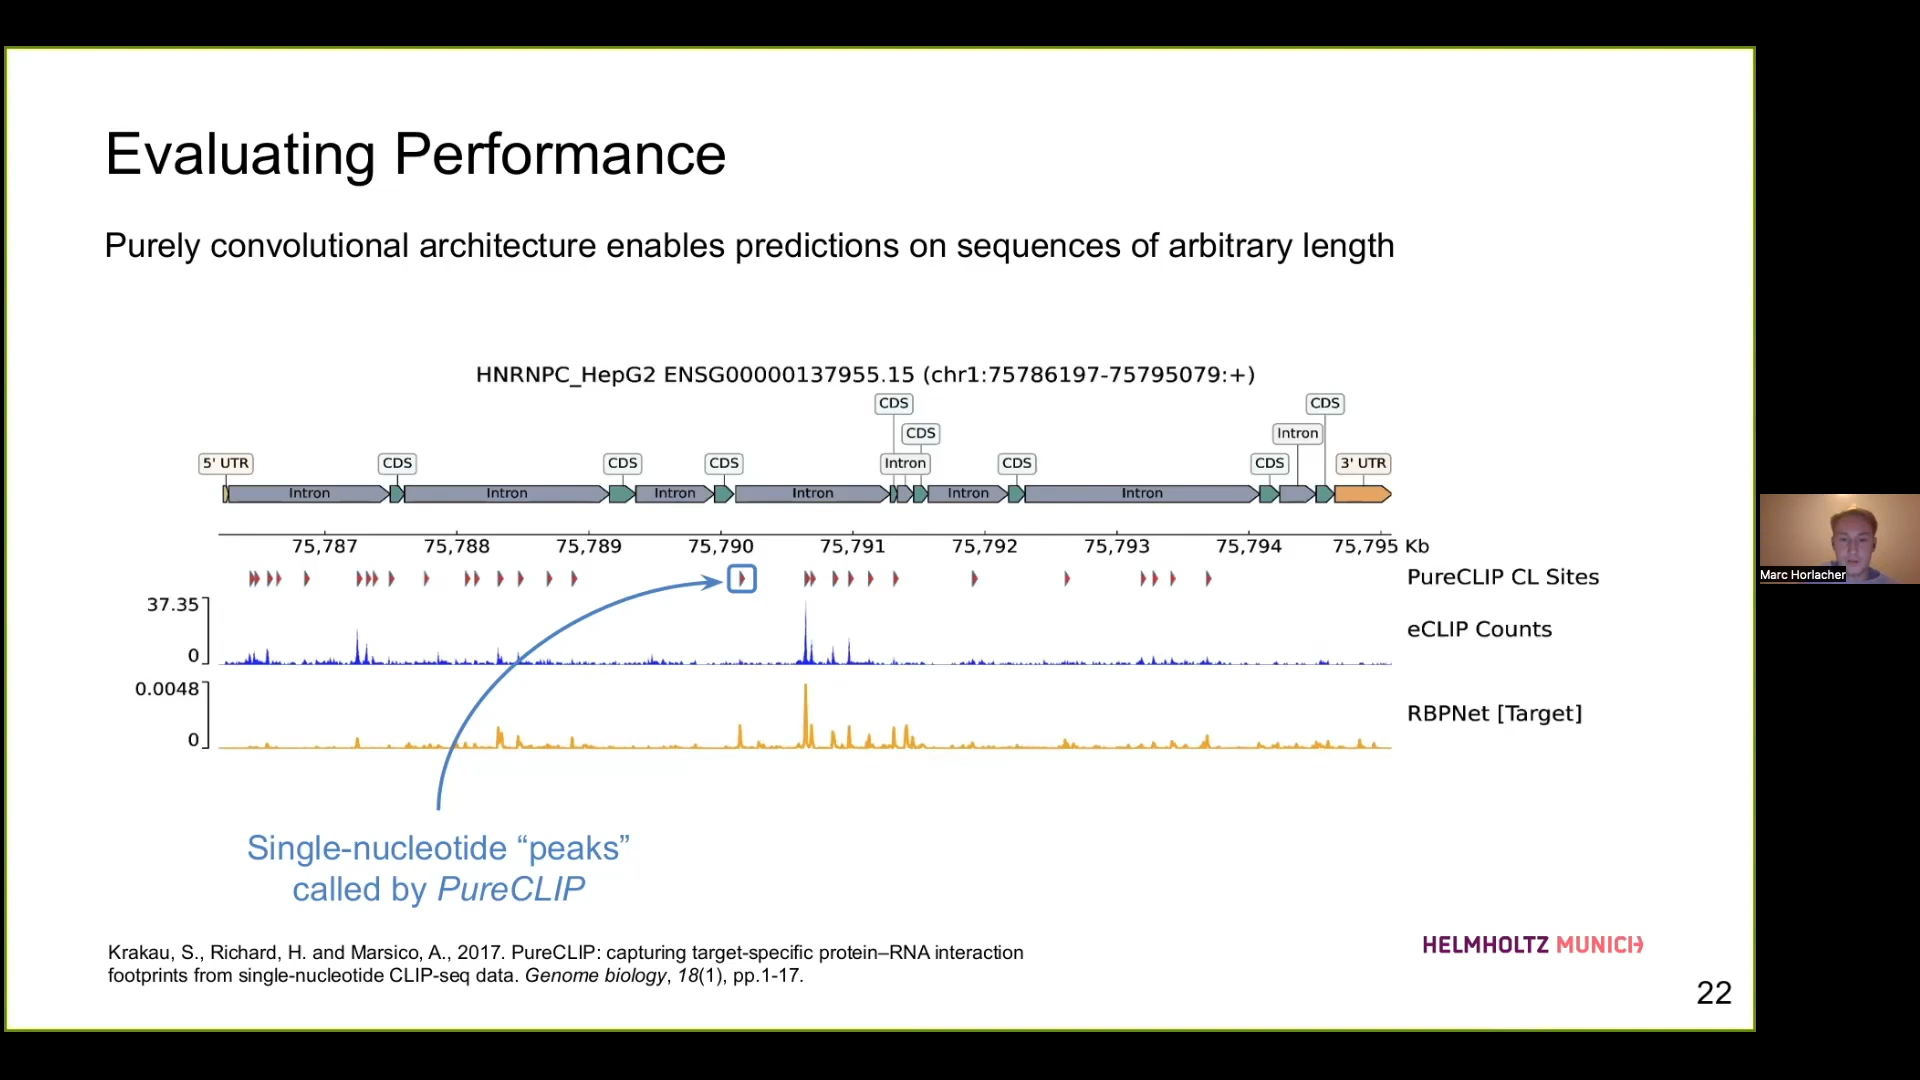 Evaluating Performance
Purely convolutional architecture enables predictions on sequences of arbitrary length
HNRNPC_HepG2 ENSG00000137955.15 (chr1:75786197-75795079:+)
CDS CDS
CDS Intron
5' UTR CDS CDS CDS Intron CDS CDS 3' UTR
Intron Intron Intron Intron Intron Intron
75,787 75,788 75,789 75,790 75,791 75,792 75,793 75,794 75,795 Kb
PureCLIP CL Sites
37.35
eCLIP Counts
0
0.0048
RBPNet [Target]
0
Single-nucleotide “peaks”
called by PureCLIP
Krakau, S., Richard, H. and Marsico, A., 2017. PureCLIP: capturing target-specific protein–RNA interaction
footprints from single-nucleotide CLIP-seq data. Genome biology, 18(1), pp.1-17.
HELMHOLTZ MUNICH
22
Marc Horlacher